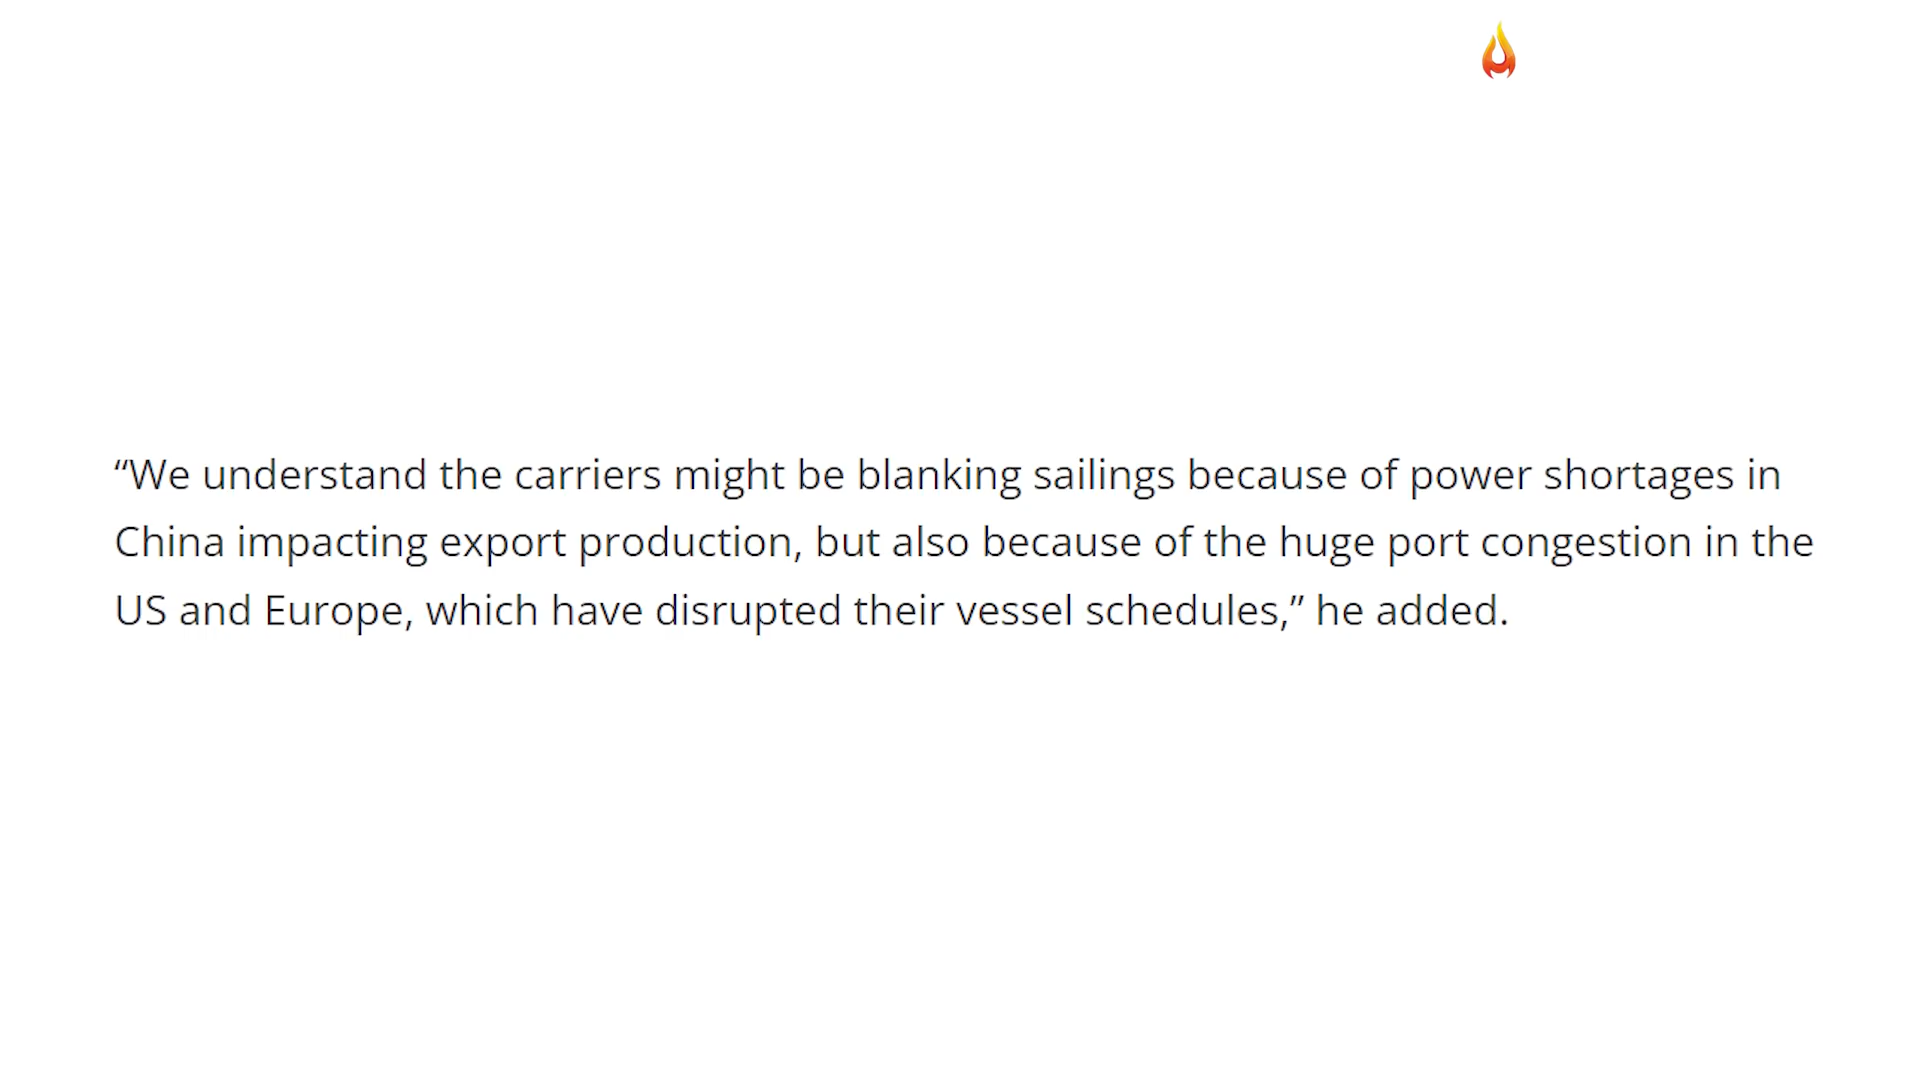 “We understand the carriers might be blanking sailings because of power shortages in
China impacting export production, but also because of the huge port congestion in the
US and Europe, which have disrupted their vessel schedules,” he added.